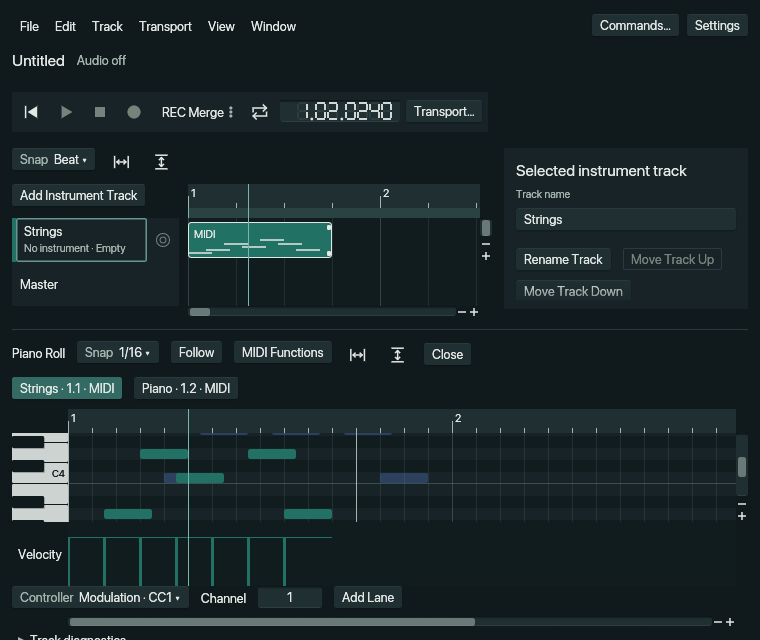 File Edit Track Transport View Window Commands... Settings
Untitled Audio off
REC Merge 1.02.0240 Transport...
Snap Beat
Selected instrument track
Track name
Add Instrument Track 1 2
Strings
Strings
No instrument · Empty
MIDI
Rename Track Move Track Up
Master
Move Track Down
Piano Roll Snap 1/16 Follow MIDI Functions Close
Strings · 1.1 · MIDI Piano · 1.2 · MIDI
1 2
C4
Velocity
Controller Modulation · CC1 Channel 1 Add Lane
Track diagnostics